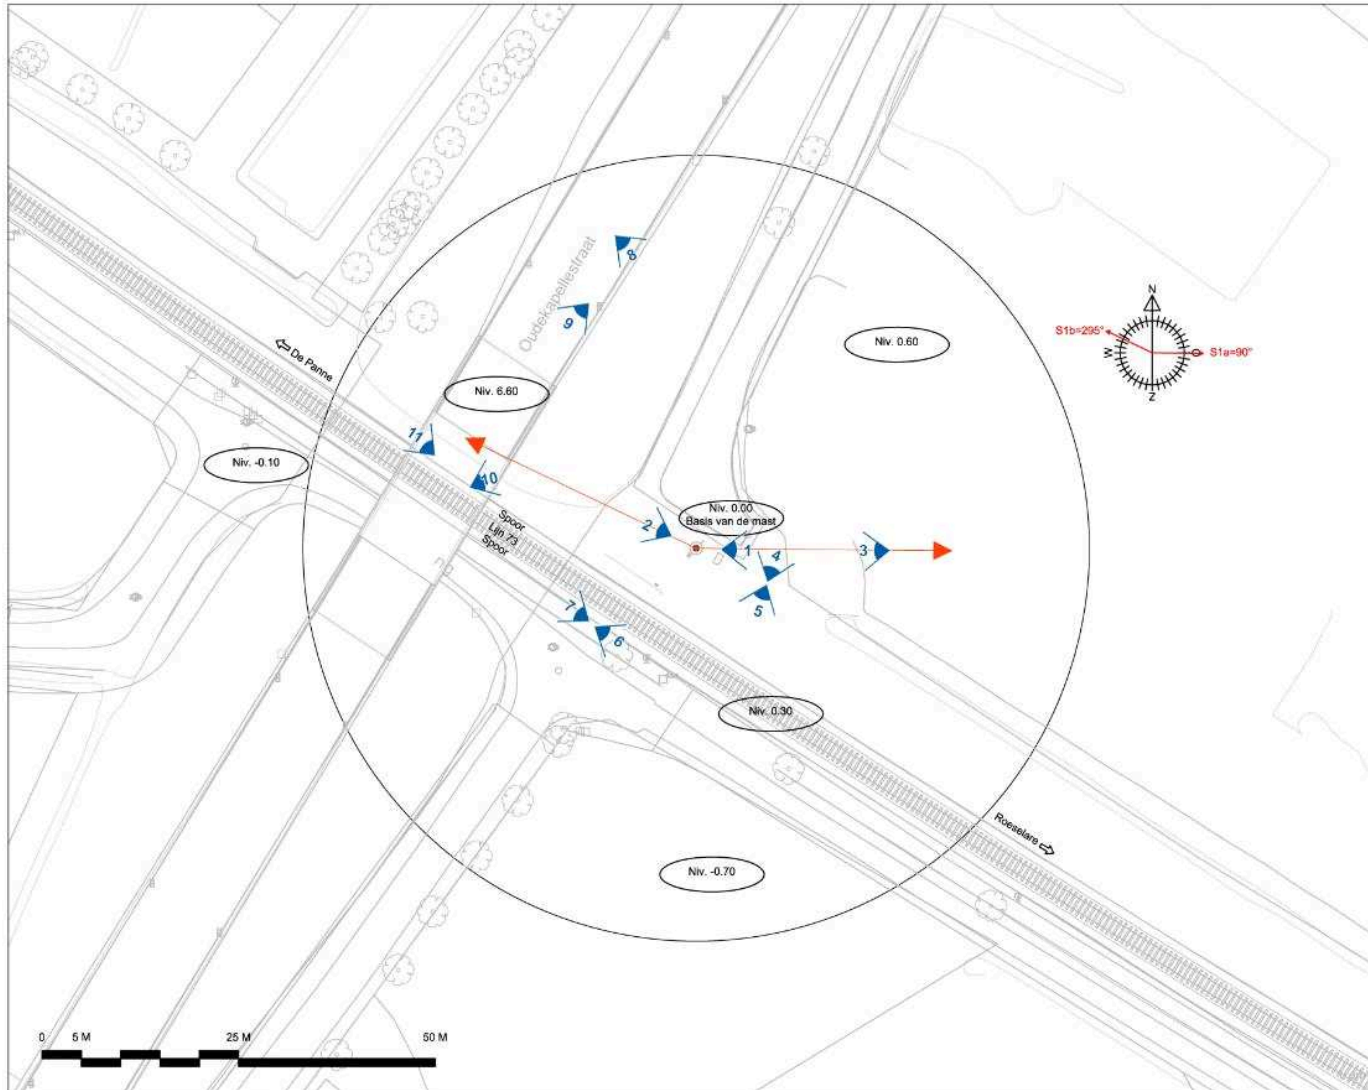 8
Oudekapellestraat
9
N
S1b=295°
W
O
S1a=90°
Z
De Panne
Niv. 0.60
Niv. 6.60
11
Niv. -0.10
10
Spoor
Lijn 73
Spoor
Niv. 0.00
Basis van de mast
2
1
3
4
5
7
6
Niv. 0.30
Roeselare
Niv. -0.70
0 5 M 25 M 50 M